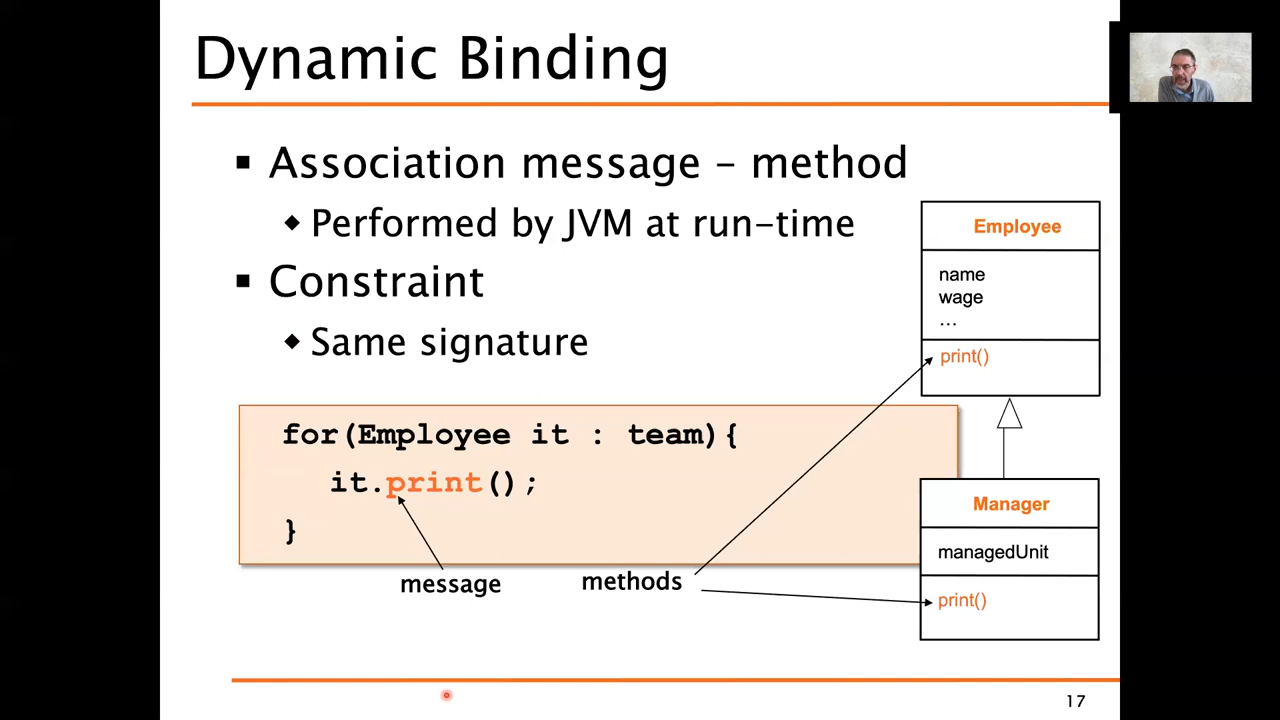 Dynamic Binding
▪ Association message – method
◆ Performed by JVM at run-time
▪ Constraint
◆ Same signature
for(Employee it : team){
it.print();
}
message
methods
Employee
name
wage
...
print()
Manager
managedUnit
print()
17